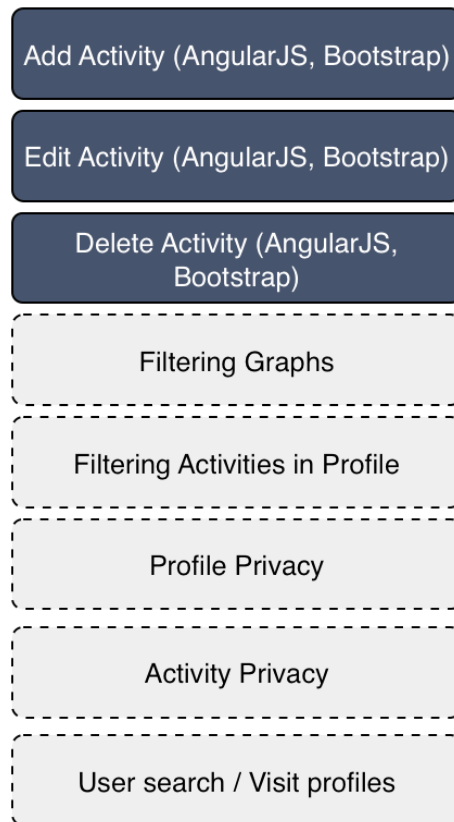 Add Activity (AngularJS, Bootstrap)
Edit Activity (AngularJS, Bootstrap)
Delete Activity (AngularJS,
Bootstrap)
Filtering Graphs
Filtering Activities in Profile
Profile Privacy
Activity Privacy
User search / Visit profiles